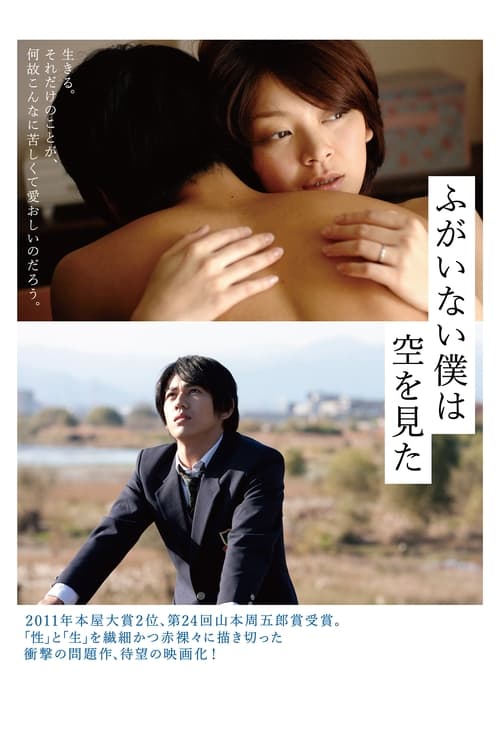 生きる。
それだけのことが、
何故こんなに苦しくて愛おしいのだろう。
ふがいない僕は
空を見た
2011年本屋大賞2位、第24回山本周五郎賞受賞。
「性」と「生」を繊細かつ赤裸々に描き切った
衝撃の問題作、待望の映画化！